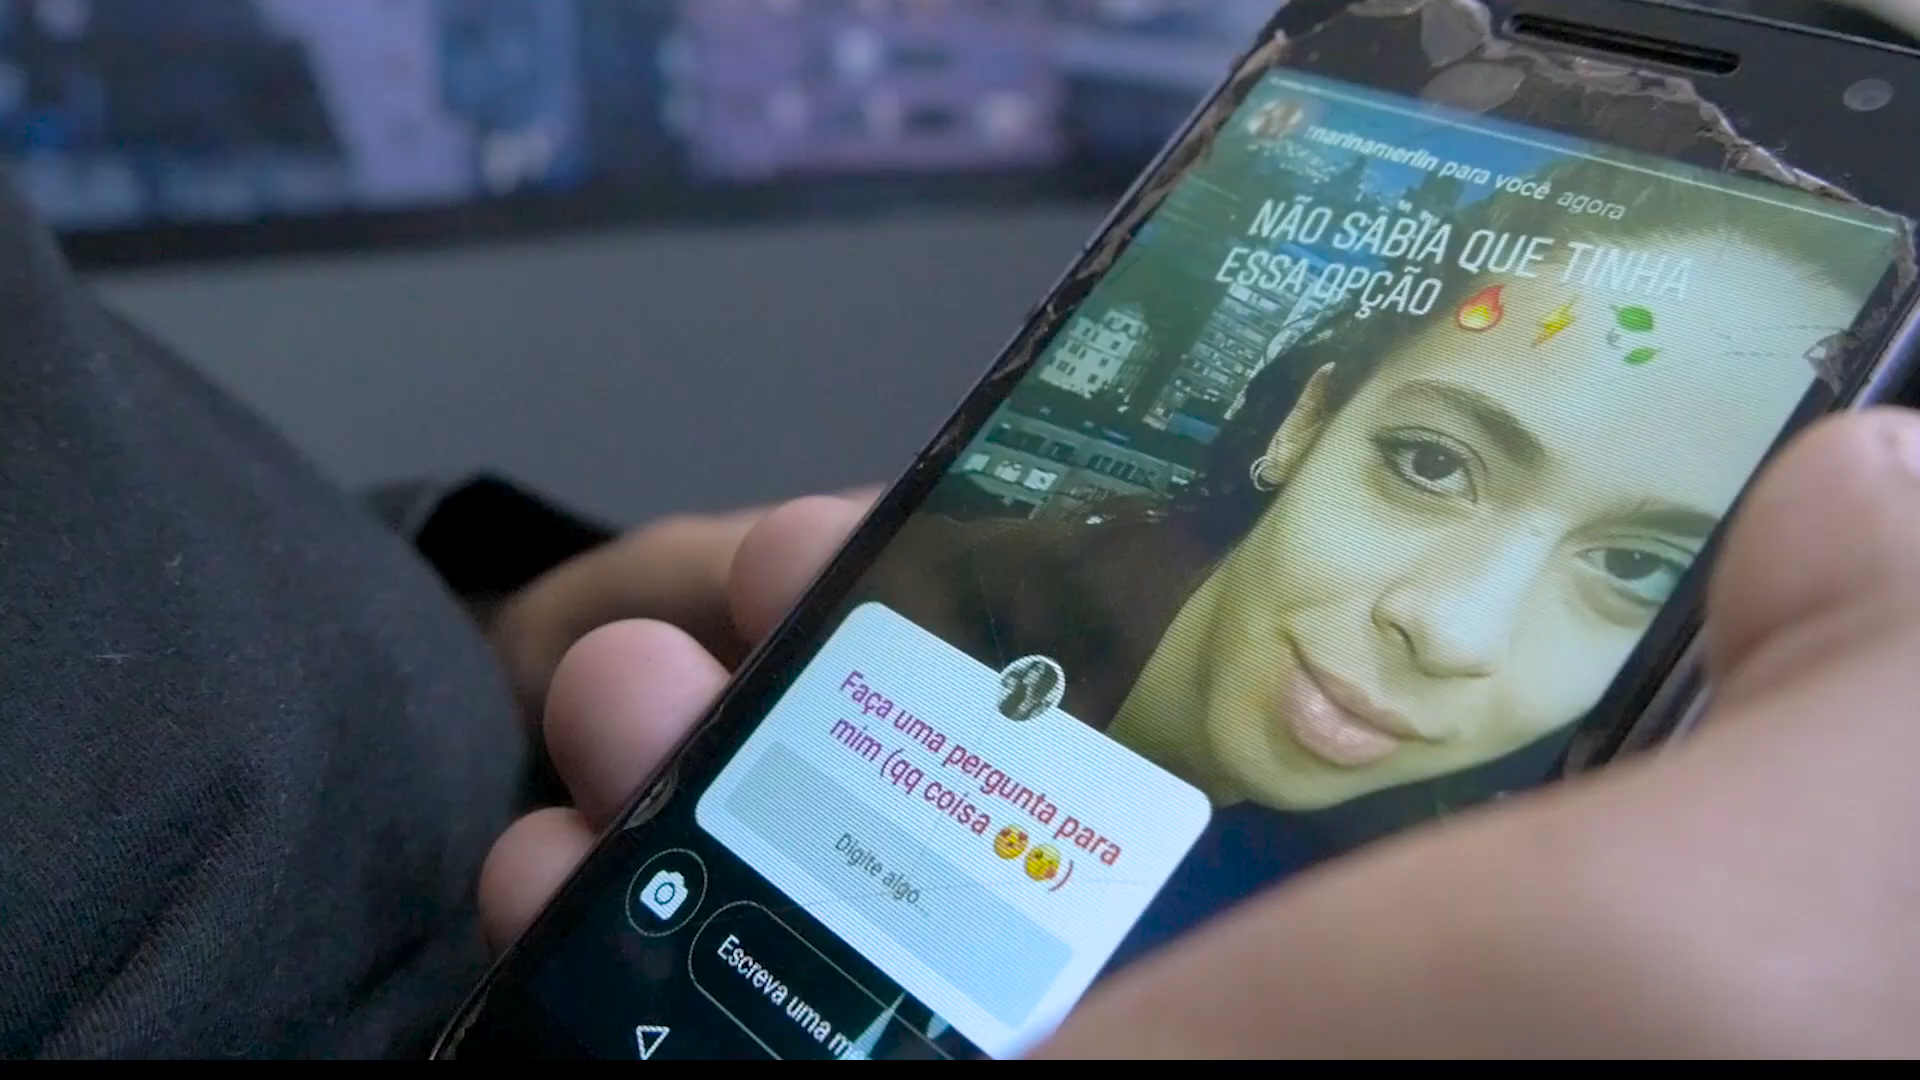 marinamerlin para você agora
NÃO SABIA QUE TINHA
ESSA OPÇÃO 🔥 ⚡ 🍃
Faça uma pergunta para
mim (qq coisa
Digite algo...
Escreva uma m